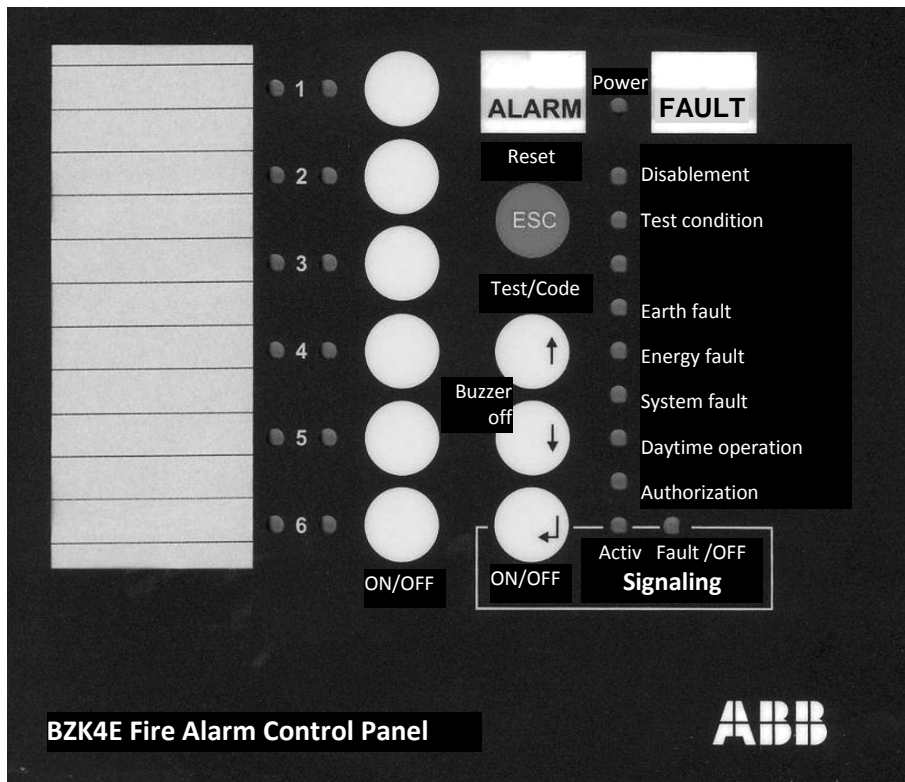 1
2
3
4
5
6
ON/OFF
ALARM
Power
FAULT
Reset
ESC
Test/Code
↑
Buzzer
off
↓
↵
ON/OFF
Disablement
Test condition
Earth fault
Energy fault
System fault
Daytime operation
Authorization
Activ Fault /OFF
Signaling
BZK4E Fire Alarm Control Panel
ABB